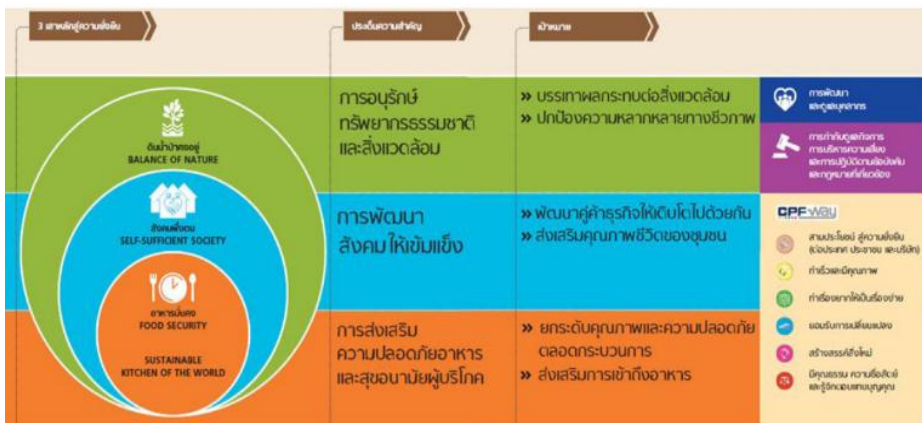 3 เสาหลักสู่ความยั่งยืน
ประเด็นความสำคัญ
เป้าหมาย
ดินน้ำป่าคงอยู่
BALANCE OF NATURE
การอนุรักษ์
ทรัพยากรธรรมชาติ
และสิ่งแวดล้อม
» บรรเทาผลกระทบต่อสิ่งแวดล้อม
» ปกป้องความหลากหลายทางชีวภาพ
สังคมพึ่งตน
SELF-SUFFICIENT SOCIETY
การพัฒนา
สังคมให้เข้มแข็ง
» พัฒนาคู่ค้าธุรกิจให้เติบโตไปด้วยกัน
» ส่งเสริมคุณภาพชีวิตของชุมชน
อาหารมั่นคง
FOOD SECURITY
SUSTAINABLE
KITCHEN OF THE WORLD
การส่งเสริม
ความปลอดภัยอาหาร
และสุขอนามัยผู้บริโภค
» ยกระดับคุณภาพและความปลอดภัย
ตลอดกระบวนการ
» ส่งเสริมการเข้าถึงอาหาร
การพัฒนา
และดูแลบุคลากร
การกำกับดูแลกิจการ
การบริหารความเสี่ยง
และการปฏิบัติตามข้อบังคับ
และกฎหมายที่เกี่ยวข้อง
CPF Way
สามประโยชน์ สู่ความยั่งยืน
(ต่อประเทศ ประชาชน และบริษัท)
ทำเร็วและมีคุณภาพ
ทำเรื่องยากให้เป็นเรื่องง่าย
ยอมรับการเปลี่ยนแปลง
สร้างสรรค์สิ่งใหม่
มีคุณธรรม ความซื่อสัตย์
และรู้จักตอบแทนบุญคุณ